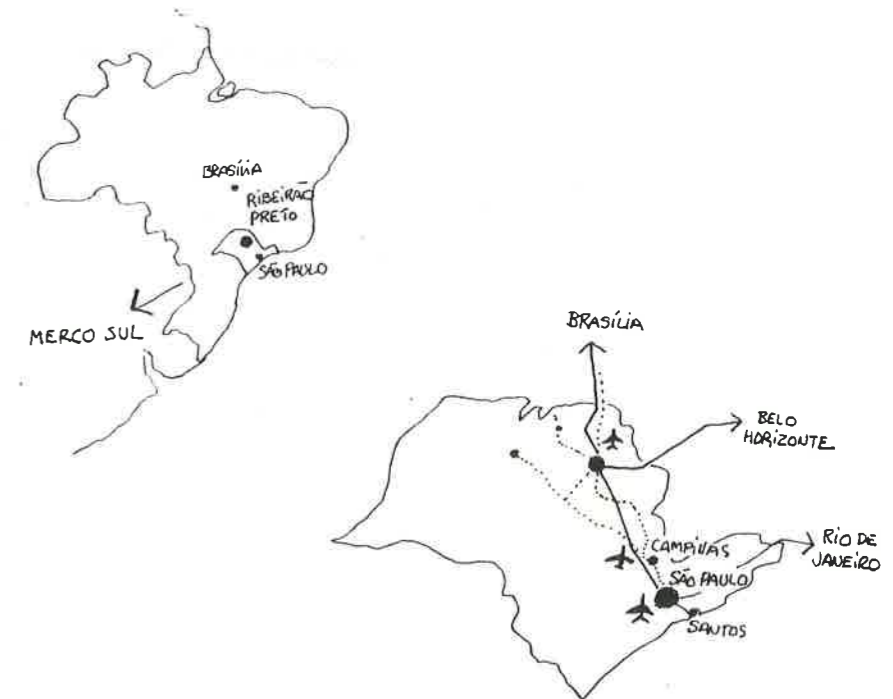 BRASÍLIA
RIBEIRÃO
PRETO
SÃO PAULO
MERCO SUL
BRASÍLIA
BELO
HORIZONTE
RIO DE
JANEIRO
CAMPINAS
SÃO PAULO
SANTOS